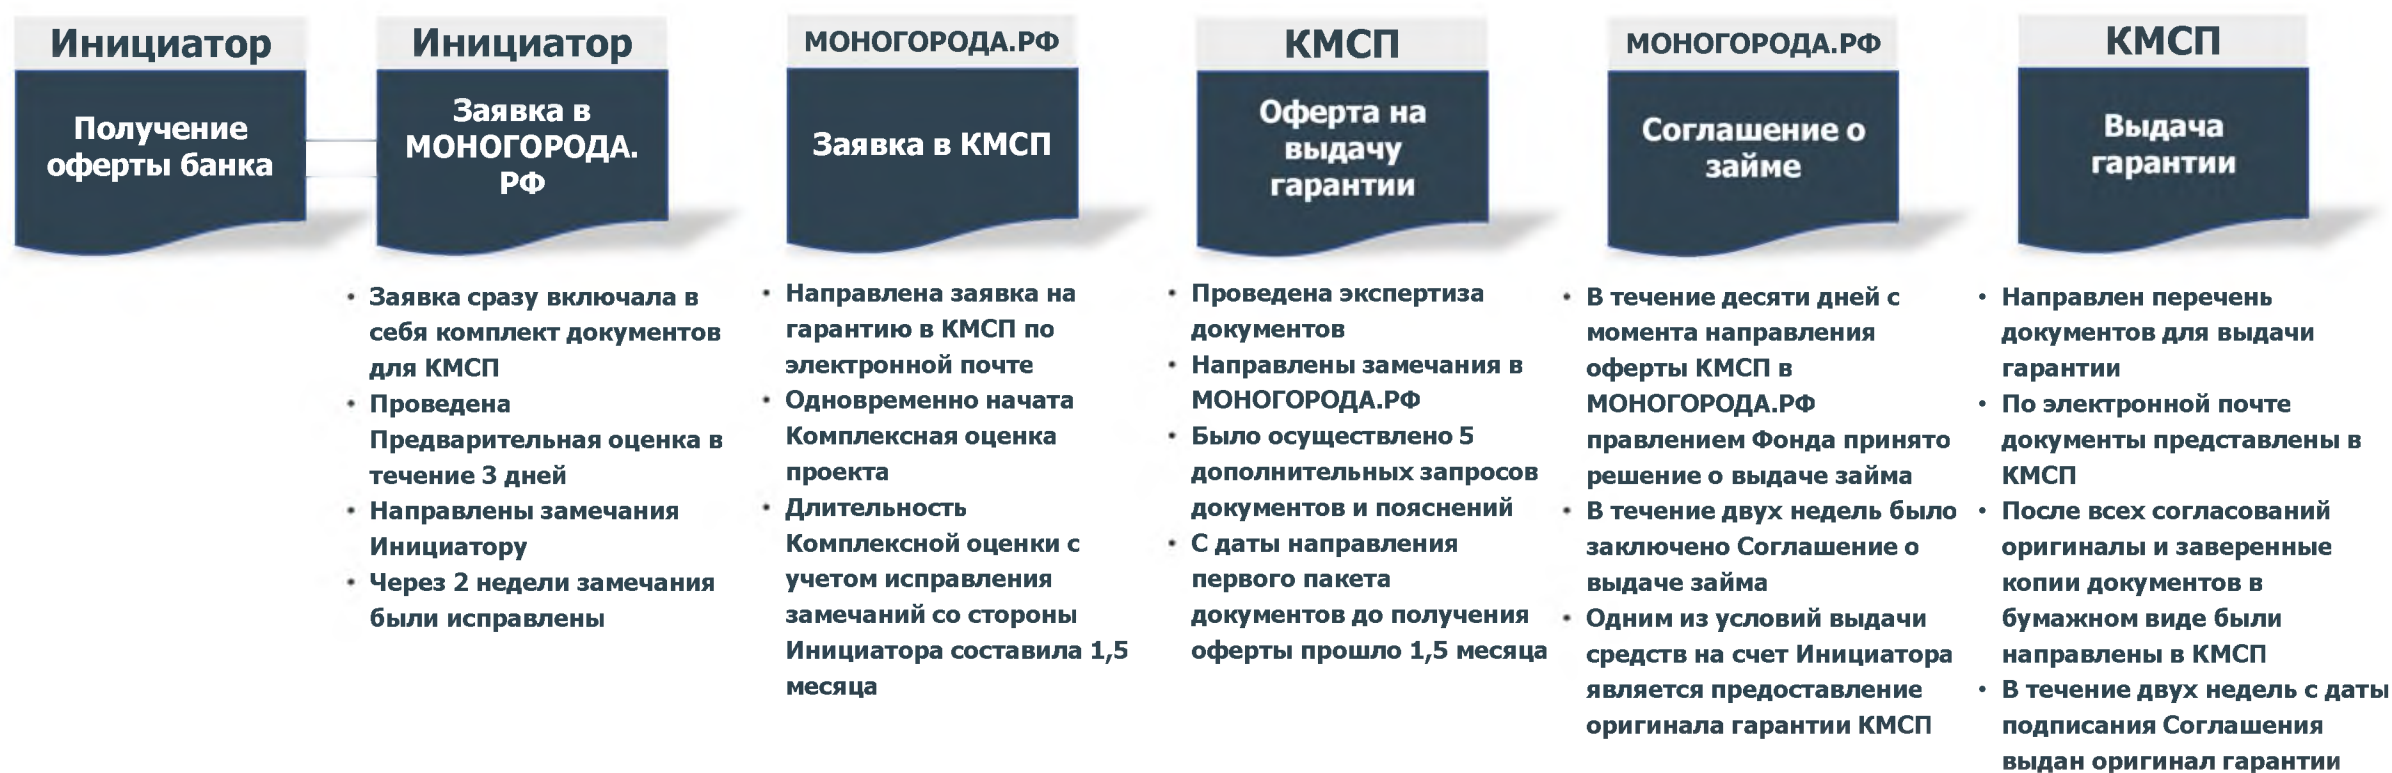 Инициатор
Получение
оферты банка
Инициатор
Заявка в
МОНОГОРОДА.
РФ
• Заявка сразу включала в
себя комплект документов
для КМСП
• Проведена
Предварительная оценка в
течение 3 дней
• Направлены замечания
Инициатору
• Через 2 недели замечания
были исправлены
МОНОГОРОДА.РФ
Заявка в КМСП
• Направлена заявка на
гарантию в КМСП по
электронной почте
• Одновременно начата
Комплексная оценка
проекта
• Длительность
Комплексной оценки с
учетом исправления
замечаний со стороны
Инициатора составила 1,5
месяца
КМСП
Оферта на
выдачу
гарантии
• Проведена экспертиза
документов
• Направлены замечания в
МОНОГОРОДА.РФ
• Было осуществлено 5
дополнительных запросов
документов и пояснений
• С даты направления
первого пакета
документов до получения
оферты прошло 1,5 месяца
МОНОГОРОДА.РФ
Соглашение о
займе
• В течение десяти дней с
момента направления
оферты КМСП в
МОНОГОРОДА.РФ
правлением Фонда принято
решение о выдаче займа
• В течение двух недель было
заключено Соглашение о
выдаче займа
• Одним из условий выдачи
средств на счет Инициатора
является предоставление
оригинала гарантии КМСП
КМСП
Выдача
гарантии
• Направлен перечень
документов для выдачи
гарантии
• По электронной почте
документы представлены в
КМСП
• После всех согласований
оригиналы и заверенные
копии документов в
бумажном виде были
направлены в КМСП
• В течение двух недель с даты
подписания Соглашения
выдан оригинал гарантии